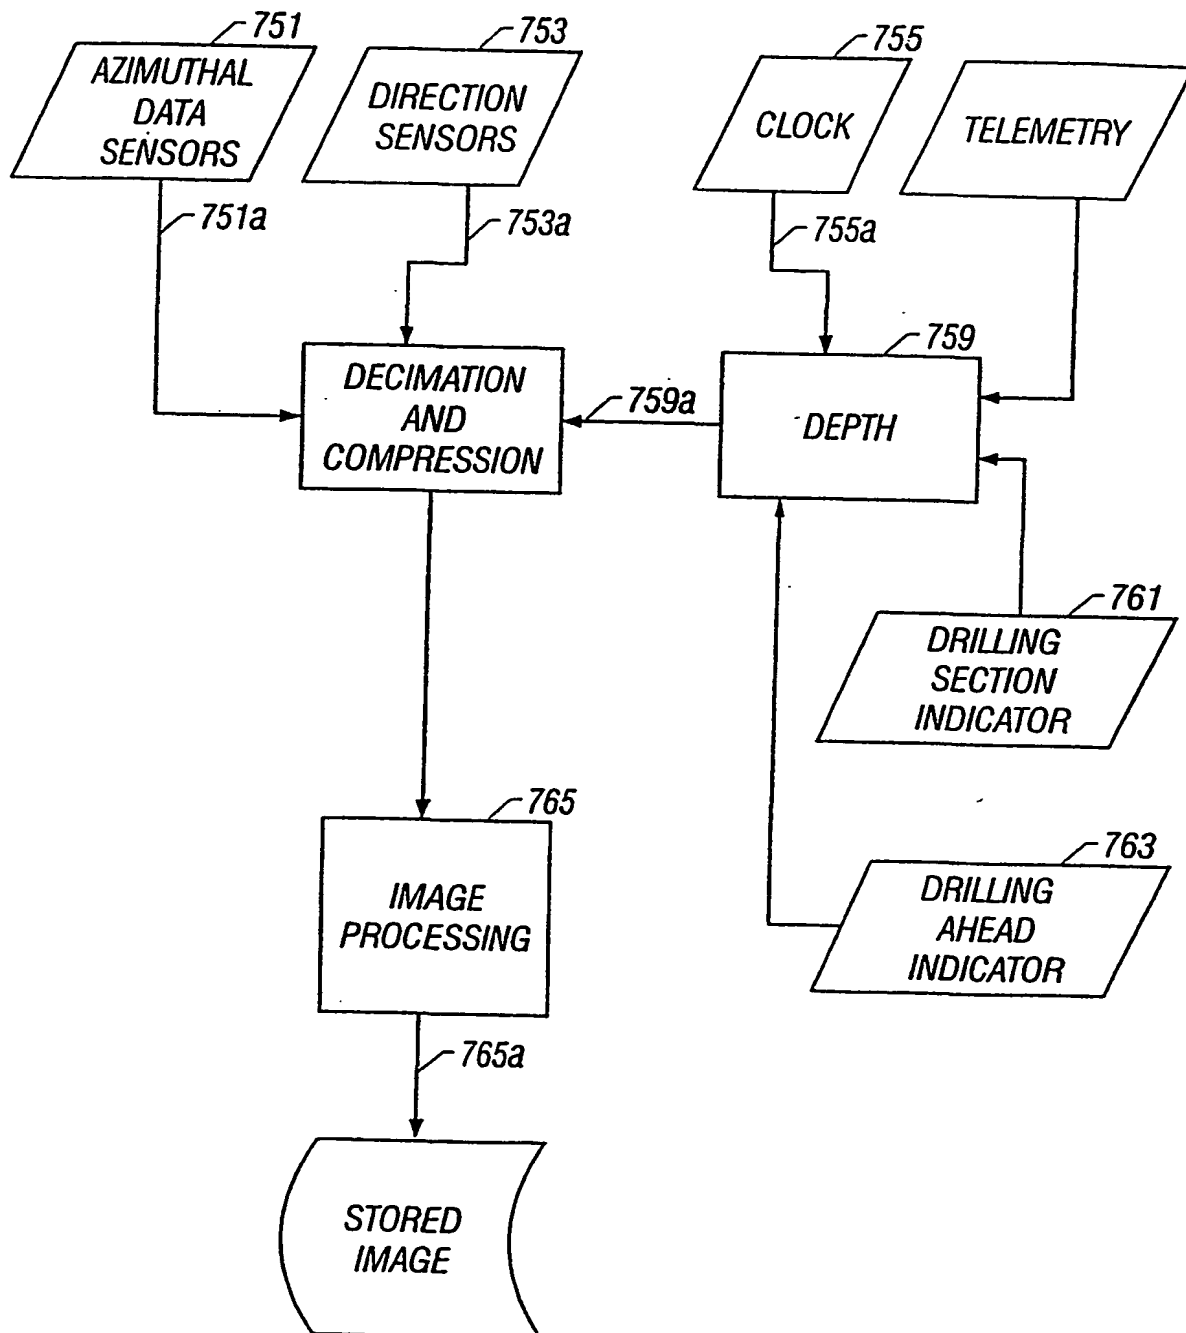 751
AZIMUTHAL
DATA
SENSORS
751a
753
DIRECTION
SENSORS
753a
755
CLOCK
755a
TELEMETRY
DECIMATION
AND
COMPRESSION
759a
759
DEPTH
761
DRILLING
SECTION
INDICATOR
765
IMAGE
PROCESSING
763
DRILLING
AHEAD
INDICATOR
765a
STORED
IMAGE